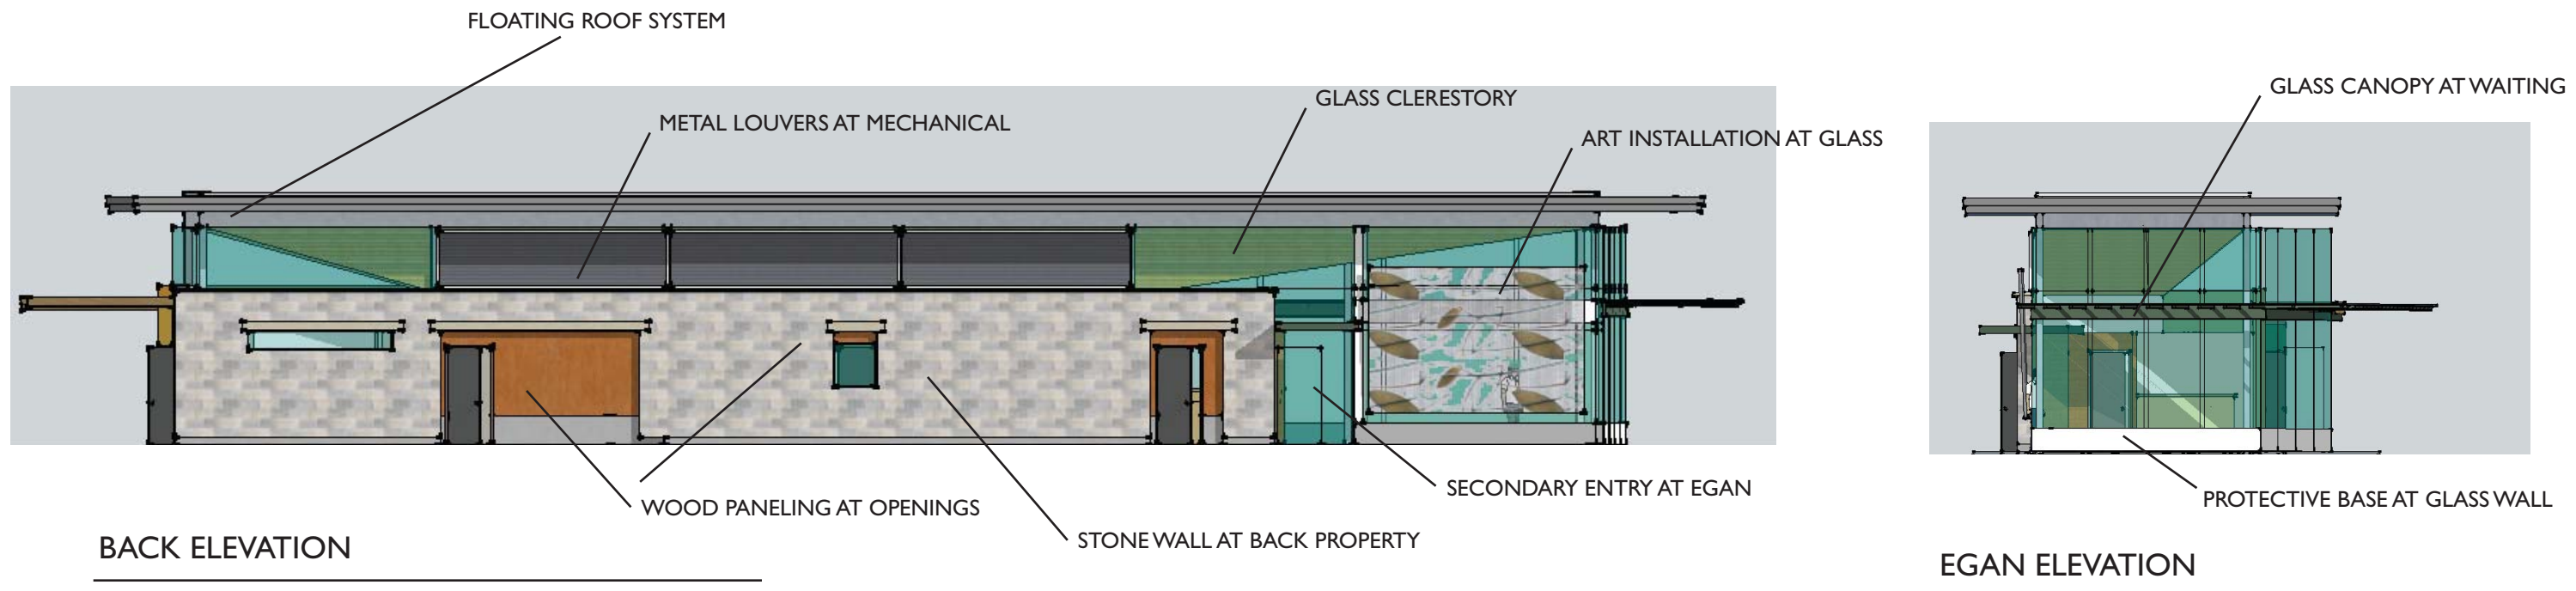 FLOATING ROOF SYSTEM
METAL LOUVERS AT MECHANICAL
GLASS CLERESTORY
ART INSTALLATION AT GLASS
WOOD PANELING AT OPENINGS
STONE WALL AT BACK PROPERTY
SECONDARY ENTRY AT EGAN
BACK ELEVATION
GLASS CANOPY AT WAITING
PROTECTIVE BASE AT GLASS WALL
EGAN ELEVATION